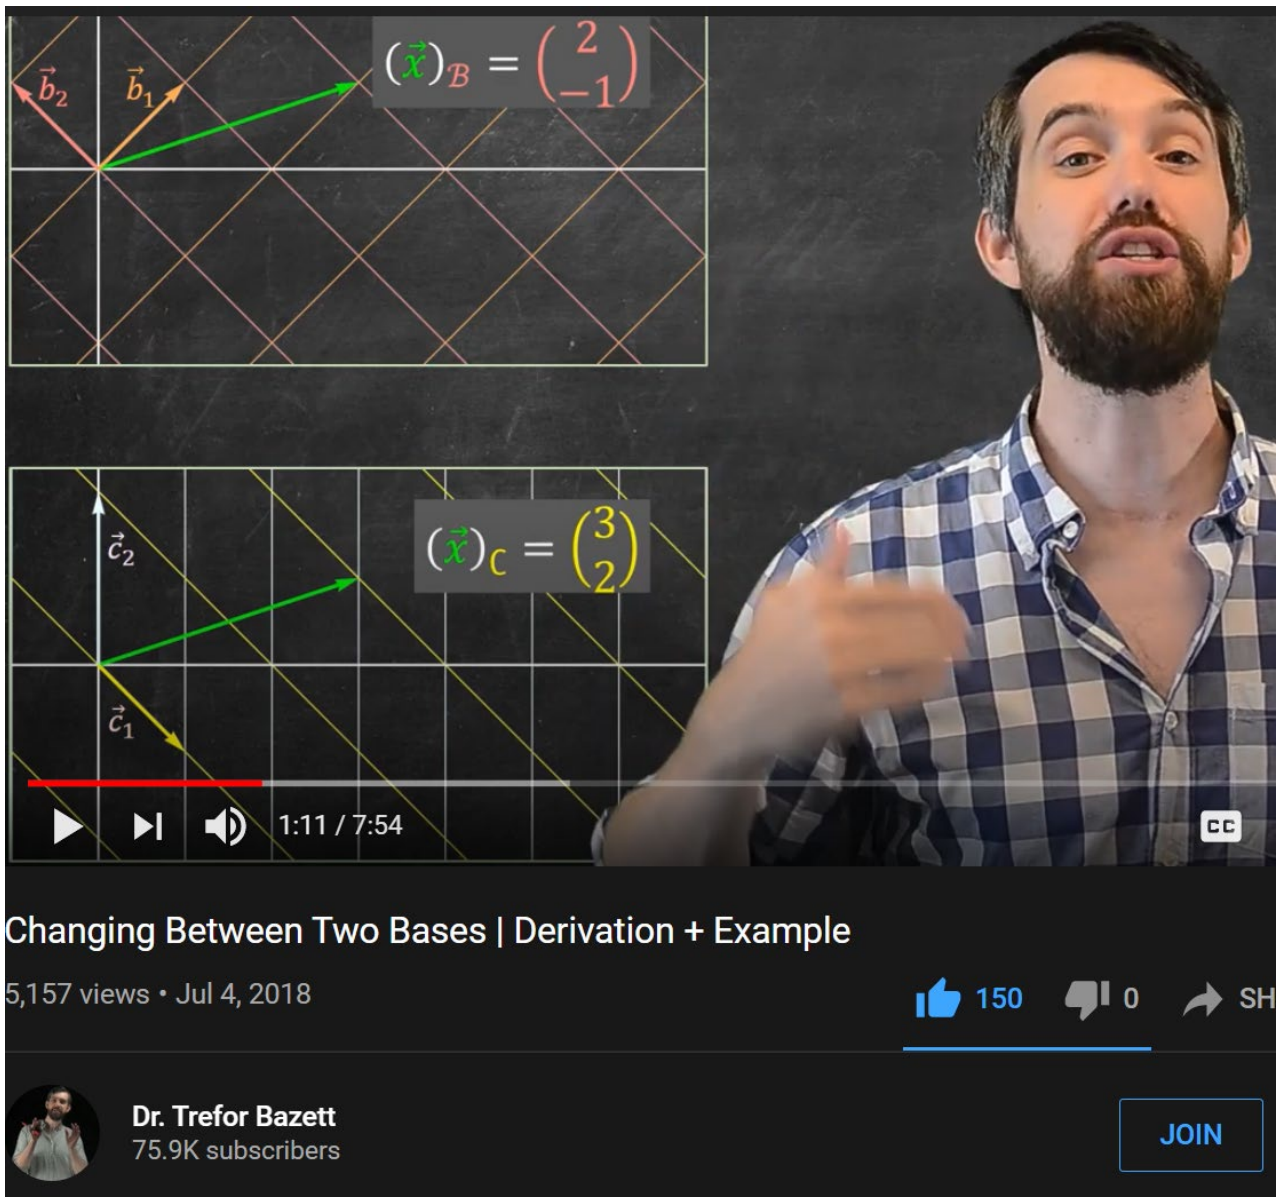 (x⃗)ℬ = (2
−1)
b⃗₂ b⃗₁
(x⃗)C = (3
2)
c⃗₂
c⃗₁
1:11 / 7:54
CC
Changing Between Two Bases | Derivation + Example
5,157 views • Jul 4, 2018
150 0 SH
Dr. Trefor Bazett
75.9K subscribers
JOIN